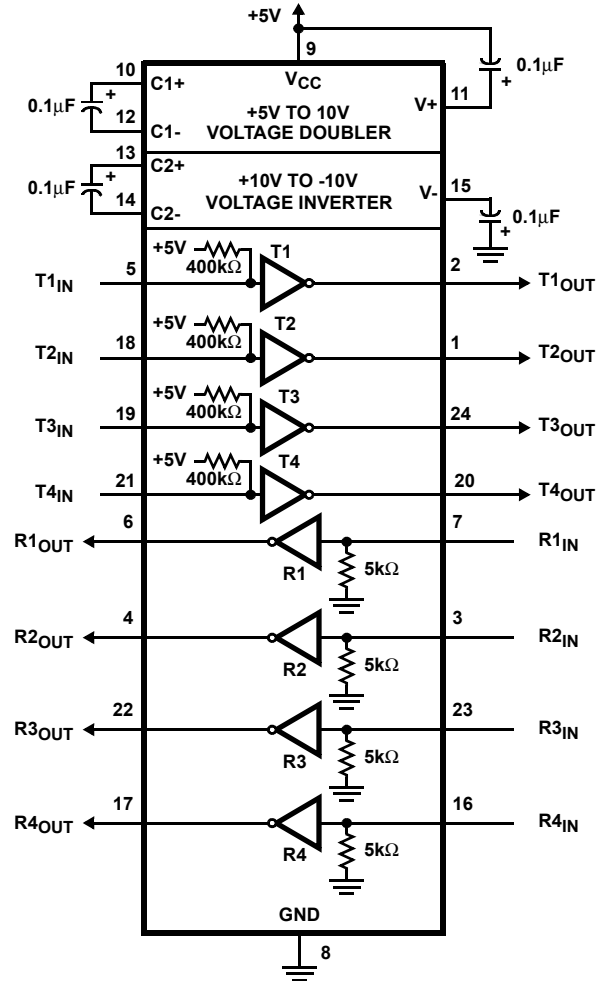 +5V
9
10
C1+
VCC
0.1µF
+
0.1µF
+
11
V+
+5V TO 10V
VOLTAGE DOUBLER
12
C1-
13
C2+
+10V TO -10V
VOLTAGE INVERTER
0.1µF
+
14
C2-
15
V-
0.1µF
+
+5V
400kΩ
T1
T1IN
5
2
T1OUT
+5V
400kΩ
T2
T2IN
18
1
T2OUT
+5V
400kΩ
T3
T3IN
19
24
T3OUT
+5V
400kΩ
T4
T4IN
21
20
T4OUT
R1OUT
6
7
R1IN
R1
5kΩ
R2OUT
4
3
R2IN
R2
5kΩ
R3OUT
22
23
R3IN
R3
5kΩ
R4OUT
17
16
R4IN
R4
5kΩ
GND
8